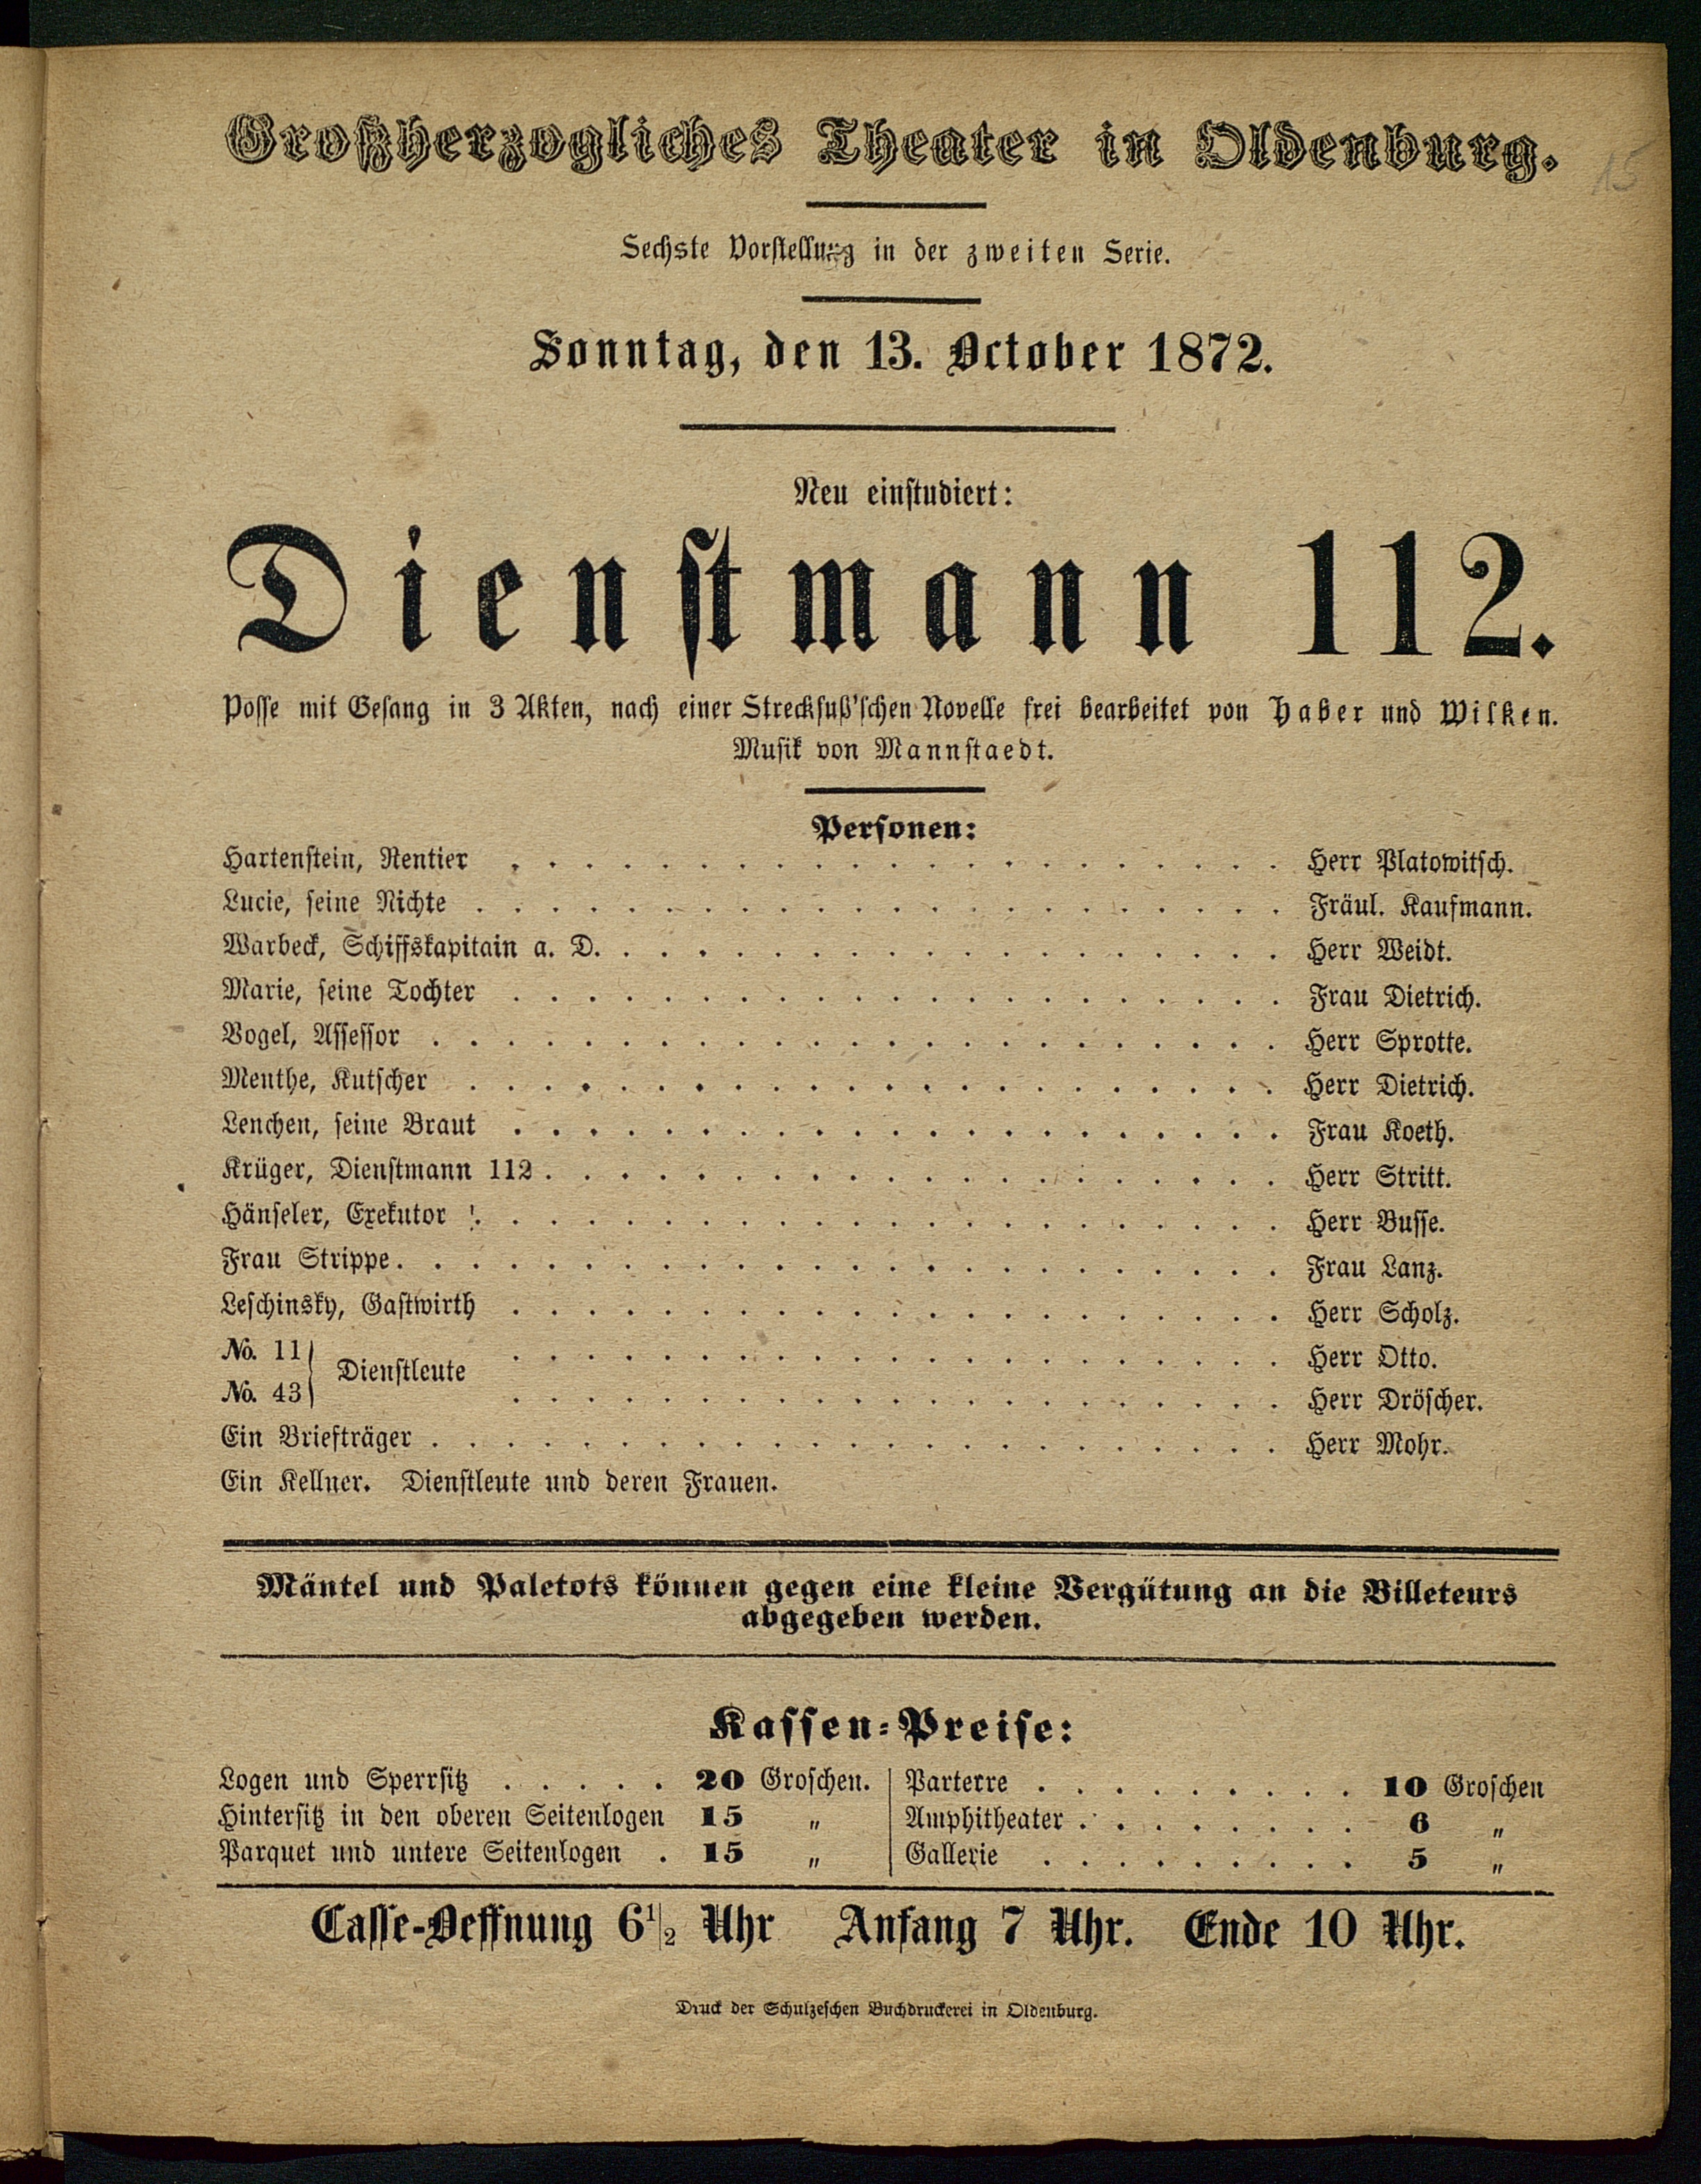 Großherzogliches Theater in Oldenburg.
15
Sechste Vorstellung in der zweiten Serie.
Sonntag, den 13. October 1872.
Neu einstudiert:
Dienstmann 112.
Posse mit Gesang in 3 Akten, nach einer Streckfuß'schen Novelle frei bearbeitet von Haber und Wilken.
Musik von Mannstaedt.
Personen:
Hartenstein, Rentier . . . . . . . . . . . . . . . . . . . . Herr Platowitsch.
Lucie, seine Nichte . . . . . . . . . . . . . . . . . . . . Fräul. Kaufmann.
Warbeck, Schiffskapitain a. D. . . . . . . . . . . . . . . . . . . Herr Weidt.
Marie, seine Tochter . . . . . . . . . . . . . . . . . . . . Frau Dietrich.
Vogel, Assessor . . . . . . . . . . . . . . . . . . . . Herr Sprotte.
Menthe, Kutscher . . . . . . . . . . . . . . . . . . . . Herr Dietrich.
Lenchen, seine Braut . . . . . . . . . . . . . . . . . . . . Frau Koeth.
Krüger, Dienstmann 112 . . . . . . . . . . . . . . . . . . . . Herr Stritt.
Hänseler, Exekutor . . . . . . . . . . . . . . . . . . . . Herr Busse.
Frau Strippe . . . . . . . . . . . . . . . . . . . . Frau Lanz.
Leschinsky, Gastwirth . . . . . . . . . . . . . . . . . . . . Herr Scholz.
No. 11 } Dienstleute . . . . . . . . . . . . . . . . . . . . Herr Otto.
No. 43 } . . . . . . . . . . . . . . . . . . . . Herr Dröscher.
Ein Briefträger . . . . . . . . . . . . . . . . . . . . Herr Mohr.
Ein Kellner. Dienstleute und deren Frauen.
Mäntel und Paletots können gegen eine kleine Vergütung an die Billeteurs
abgegeben werden.
Kassen-Preise:
Logen und Sperrsitz . . . . . 20 Groschen. | Parterre . . . . . . . . . 10 Groschen
Hintersitz in den oberen Seitenlogen 15 " | Amphitheater . . . . . . . . 6 "
Parquet und untere Seitenlogen . 15 " | Gallerie . . . . . . . . . 5 "
Casse-Oeffnung 6 1/2 Uhr Anfang 7 Uhr. Ende 10 Uhr.
Druck der Schulzeschen Buchdruckerei in Oldenburg.